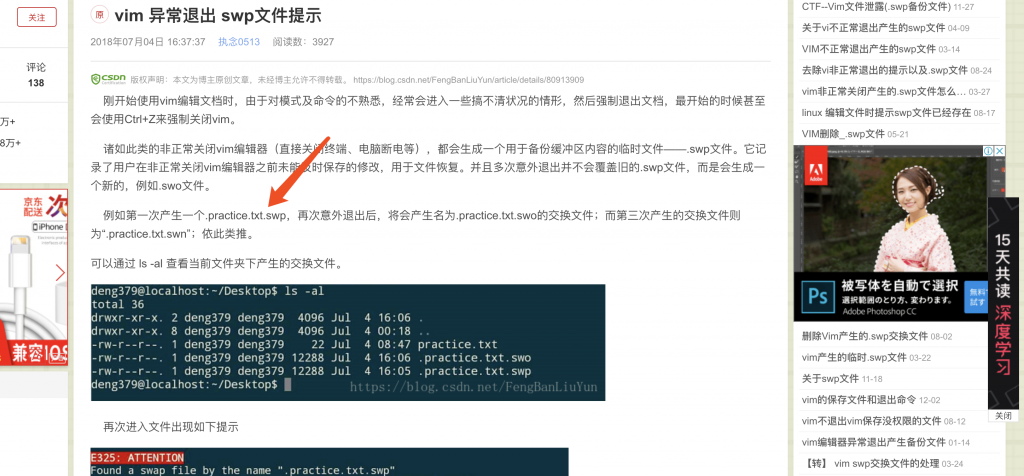 关注
评论
138
万+
8万+
京东
配送
次
iPhone
兼容IOS
原 vim 异常退出 swp文件提示
2018年07月04日 16:37:37 执念0513 阅读数：3927
CSDN 版权声明：本文为博主原创文章，未经博主允许不得转载。 https://blog.csdn.net/FengBanLiuYun/article/details/80913909
刚开始使用vim编辑文档时，由于对模式及命令的不熟悉，经常会进入一些搞不清状况的情形，然后强制退出文档，最开始的时候甚至
会使用Ctrl+Z来强制关闭vim。
诸如此类的非正常关闭vim编辑器（直接关闭终端、电脑断电等），都会生成一个用于备份缓冲区内容的临时文件——.swp文件。它记
录了用户在非正常关闭vim编辑器之前未能及时保存的修改，用于文件恢复。并且多次意外退出并不会覆盖旧的.swp文件，而是会生成一
个新的，例如.swo文件。
例如第一次产生一个.practice.txt.swp，再次意外退出后，将会产生名为.practice.txt.swo的交换文件；而第三次产生的交换文件则
为“.practice.txt.swn”；依此类推。
可以通过 ls -al 查看当前文件夹下产生的交换文件。
deng379@localhost:~/Desktop$ ls -al
total 36
drwxr-xr-x. 2 deng379 deng379 4096 Jul 4 16:06 .
drwxr-xr-x. 8 deng379 deng379 4096 Jul 4 00:18 ..
-rw-r--r--. 1 deng379 deng379 22 Jul 4 08:47 practice.txt
-rw-r--r--. 1 deng379 deng379 12288 Jul 4 16:06 .practice.txt.swo
-rw-r--r--. 1 deng379 deng379 12288 Jul 4 16:05 .practice.txt.swp
deng379@localhost:~/Desktop$
https://blog.csdn.net/FengBanLiuYun
再次进入文件出现如下提示
E325: ATTENTION
Found a swap file by the name ".practice.txt.swp"
CTF--Vim文件泄露(.swp备份文件) 11-27
关于vi不正常退出产生的swp文件 04-09
VIM不正常退出产生的swp文件 03-14
去除vi非正常退出的提示以及.swp文件 08-24
vim非正常关闭产生的.swp文件怎么... 03-27
linux 编辑文件时提示swp文件已经存在 08-17
VIM删除_.swp文件 05-21
Adobe
Ps
被写体を自動で選択
選択範囲のとり方、変わります。
Adobe Photoshop CC
無料で
試す
删除Vim产生的.swp交换文件 08-02
vim产生的临时.swp文件 03-22
关于swp文件 11-18
vim的保存文件和退出命令 12-02
vim不退出vim保存没权限的文件 08-12
vim编辑器异常退出产生备份文件 01-14
【转】 vim swp交换文件的处理 03-24
15天共读
深度学习
关闭